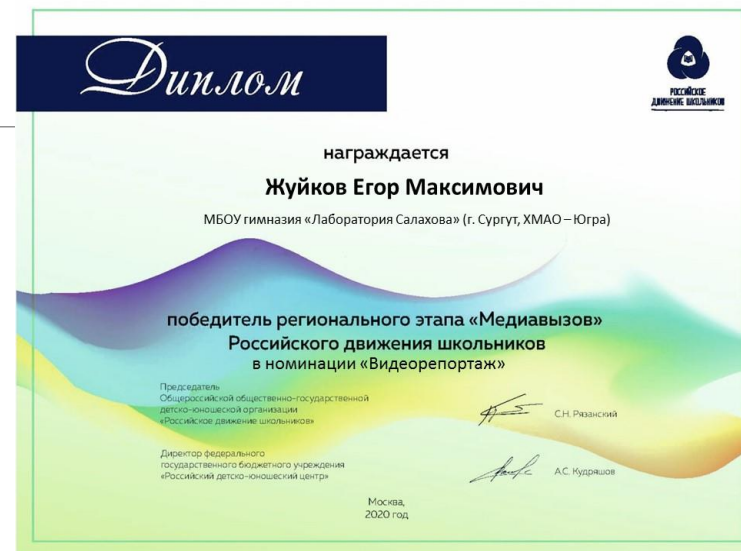 Диплом
РОССИЙСКОЕ
ДВИЖЕНИЕ ШКОЛЬНИКОВ
награждается
Жуйков Егор Максимович
МБОУ гимназия «Лаборатория Салахова» (г. Сургут, ХМАО – Югра)
победитель регионального этапа «Медиавызов»
Российского движения школьников
в номинации «Видеорепортаж»
Председатель
Общероссийской общественно-государственной
детско-юношеской организации
«Российское движение школьников»
С.Н. Рязанский
Директор федерального
государственного бюджетного учреждения
«Российский детско-юношеский центр»
А.С. Кудряшов
Москва,
2020 год